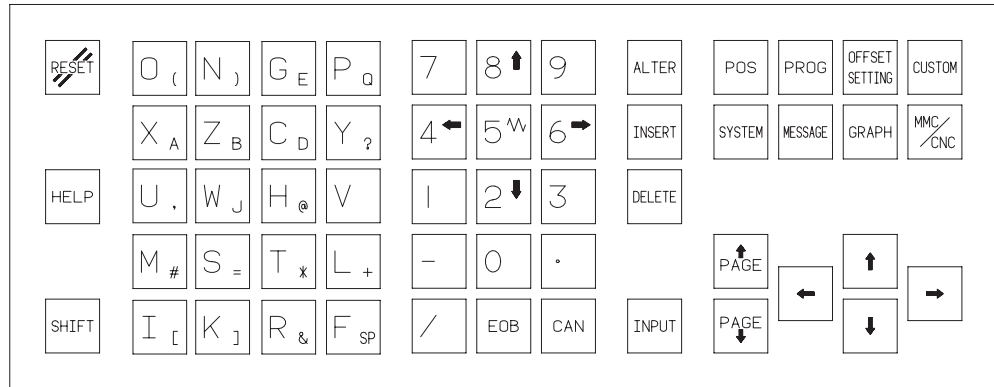 RESET O ( N ) G E P Q 7 8 9 ALTER POS PROG OFFSET SETTING CUSTOM
X A Z B C D Y ? 4 5 6 INSERT SYSTEM MESSAGE GRAPH MMC/CNC
HELP U , W J H @ V 1 2 3 DELETE
M # S = T * L + - 0 . PAGE
SHIFT I [ K ] R & F SP / EOB CAN INPUT PAGE